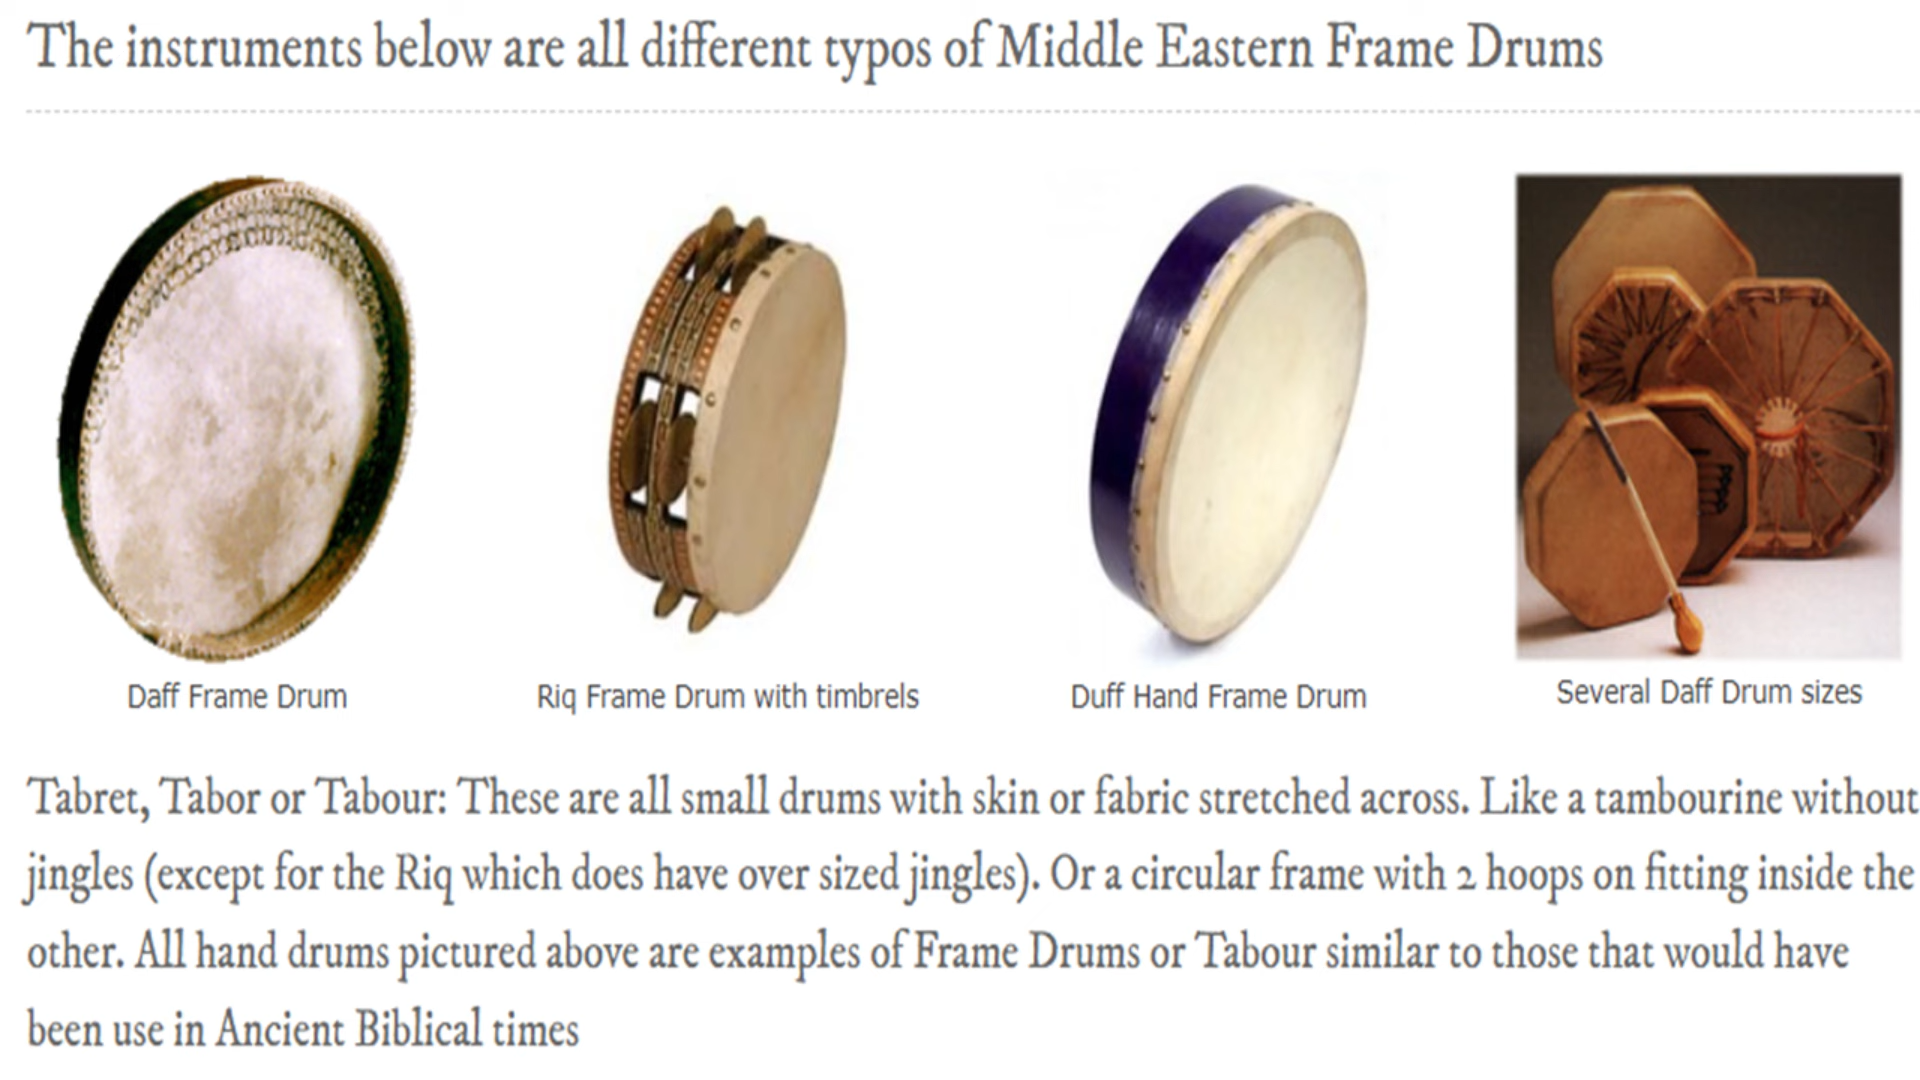 The instruments below are all different typos of Middle Eastern Frame Drums
Daff Frame Drum
Riq Frame Drum with timbrels
Duff Hand Frame Drum
Several Daff Drum sizes
Tabret, Tabor or Tabour: These are all small drums with skin or fabric stretched across. Like a tambourine without
jingles (except for the Riq which does have over sized jingles). Or a circular frame with 2 hoops on fitting inside the
other. All hand drums pictured above are examples of Frame Drums or Tabour similar to those that would have
been use in Ancient Biblical times